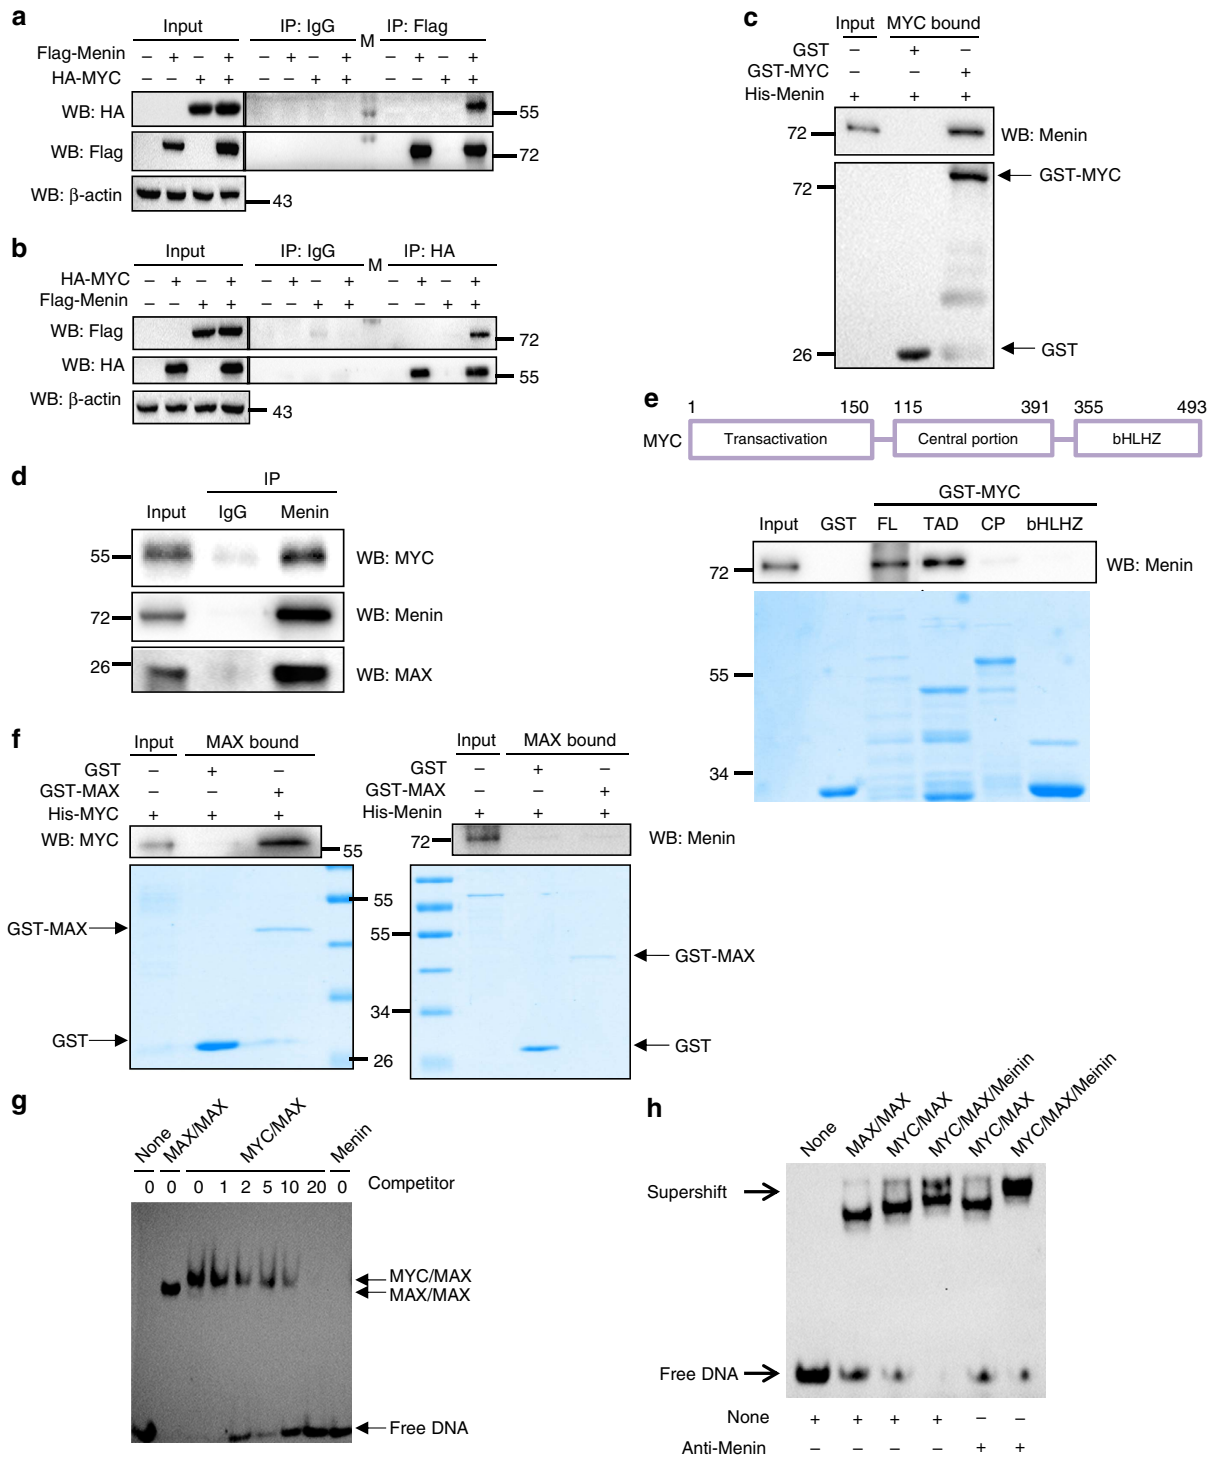 a
Input
IP: IgG
M
IP: Flag
Flag-Menin – + – + – + – + – + – +
HA-MYC – – + + – – + + – – + +
WB: HA
55
WB: Flag
72
WB: β-actin
43
b
Input
IP: IgG
M
IP: HA
HA-MYC – + – + – + – + – + – +
Flag-Menin – – + + – – + + – – + +
WB: Flag
72
WB: HA
55
WB: β-actin
43
c
Input MYC bound
GST – + –
GST-MYC – – +
His-Menin + + +
72
WB: Menin
72
GST-MYC
26
GST
d
IP
Input IgG Menin
55
WB: MYC
72
WB: Menin
26
WB: MAX
e
1 150 115 391 355 493
MYC Transactivation Central portion bHLHZ
GST-MYC
Input GST FL TAD CP bHLHZ
72
WB: Menin
55
34
f
Input MAX bound
GST – + –
GST-MAX – – +
His-MYC + + +
WB: MYC
55
55
GST-MAX
GST
26
Input MAX bound
GST – + –
GST-MAX – – +
His-Menin + + +
72
WB: Menin
55
GST-MAX
34
GST
26
g
None
MAX/MAX
MYC/MAX
Menin
0 0 0 1 2 5 10 20 0 Competitor
MYC/MAX
MAX/MAX
Free DNA
h
None
MAX/MAX
MYC/MAX
MYC/MAX/Meinin
MYC/MAX
MYC/MAX/Meinin
Supershift
Free DNA
None + + + + – –
Anti-Menin – – – – + +